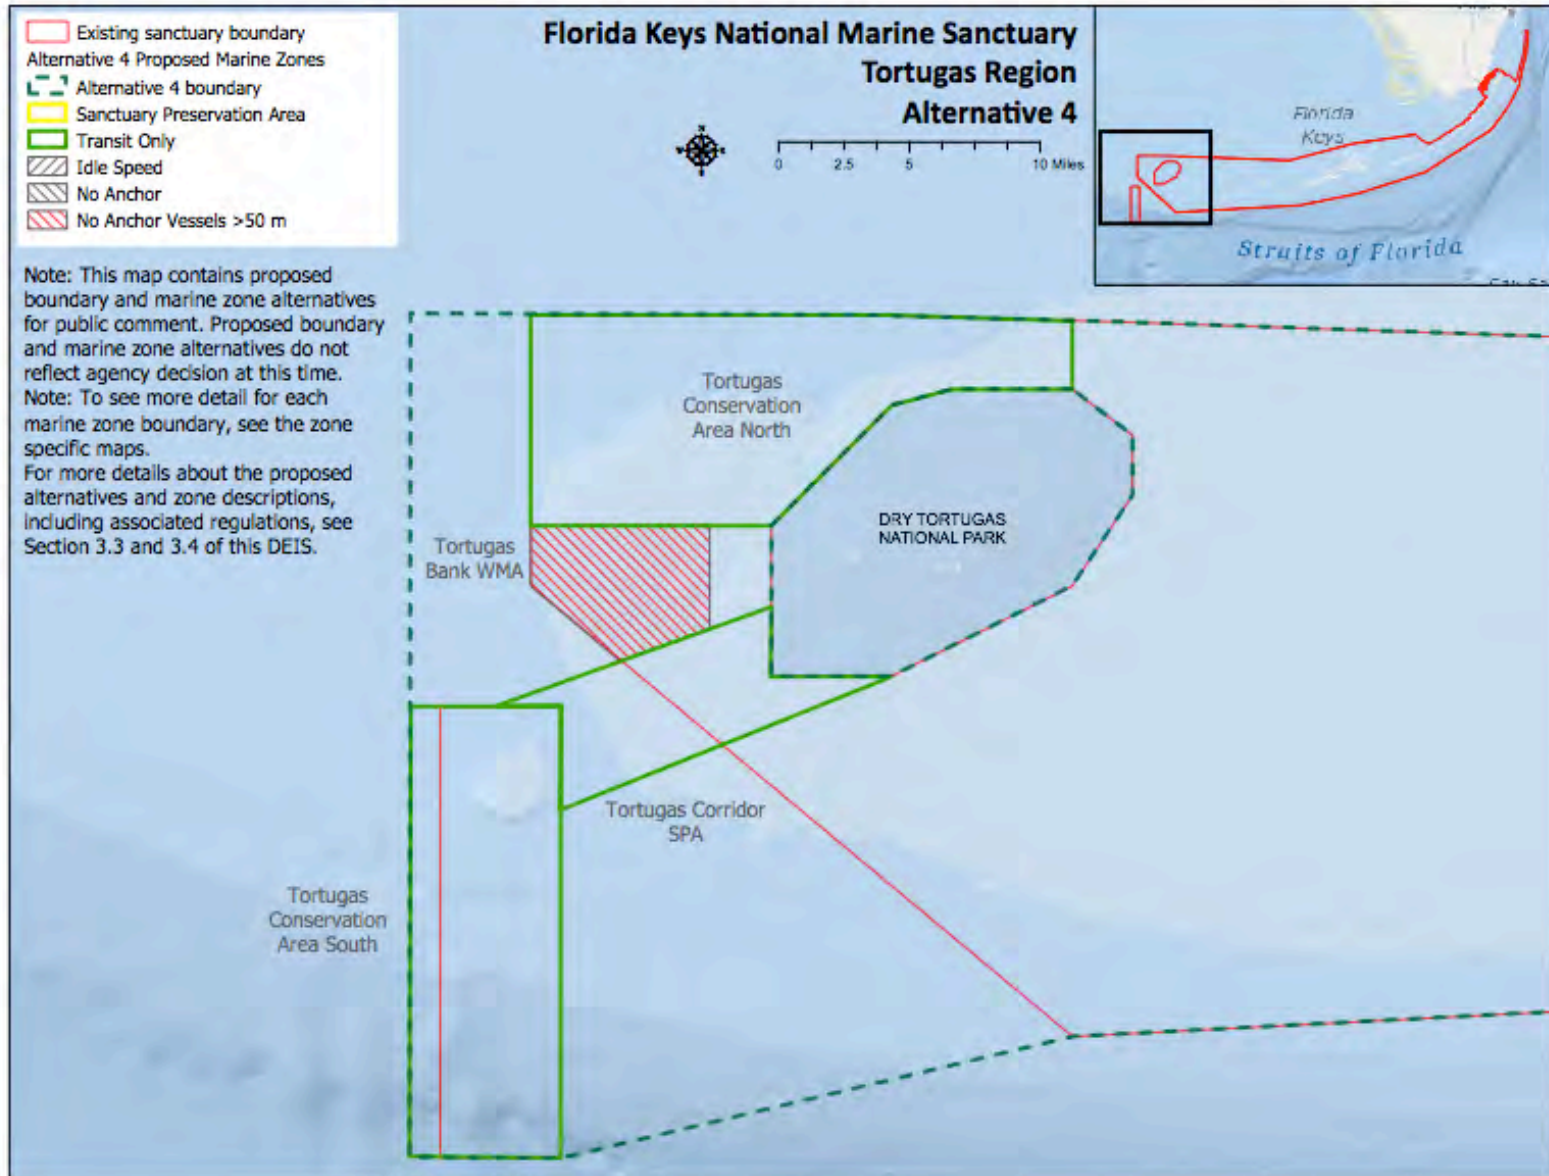 Existing sanctuary boundary
Alternative 4 Proposed Marine Zones
Alternative 4 boundary
Sanctuary Preservation Area
Transit Only
Idle Speed
No Anchor
No Anchor Vessels >50 m
Note: This map contains proposed
boundary and marine zone alternatives
for public comment. Proposed boundary
and marine zone alternatives do not
reflect agency decision at this time.
Note: To see more detail for each
marine zone boundary, see the zone
specific maps.
For more details about the proposed
alternatives and zone descriptions,
including associated regulations, see
Section 3.3 and 3.4 of this DEIS.
Florida Keys National Marine Sanctuary
Tortugas Region
Alternative 4
N
0 2.5 5 10 Miles
Florida
Keys
Straits of Florida
Tortugas
Conservation
Area North
DRY TORTUGAS
NATIONAL PARK
Tortugas
Bank WMA
Tortugas Corridor
SPA
Tortugas
Conservation
Area South